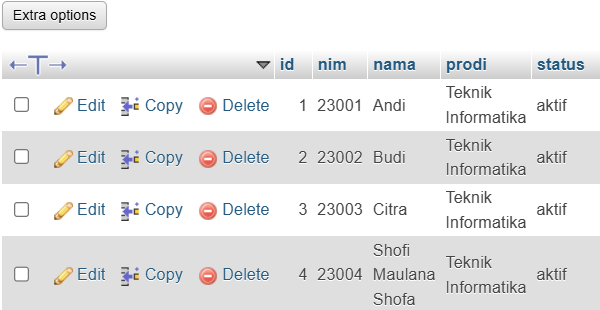 Extra options
id nim nama prodi status
Edit Copy Delete 1 23001 Andi Teknik Informatika aktif
Edit Copy Delete 2 23002 Budi Teknik Informatika aktif
Edit Copy Delete 3 23003 Citra Teknik Informatika aktif
Edit Copy Delete 4 23004 Shofi Maulana Shofa Teknik Informatika aktif